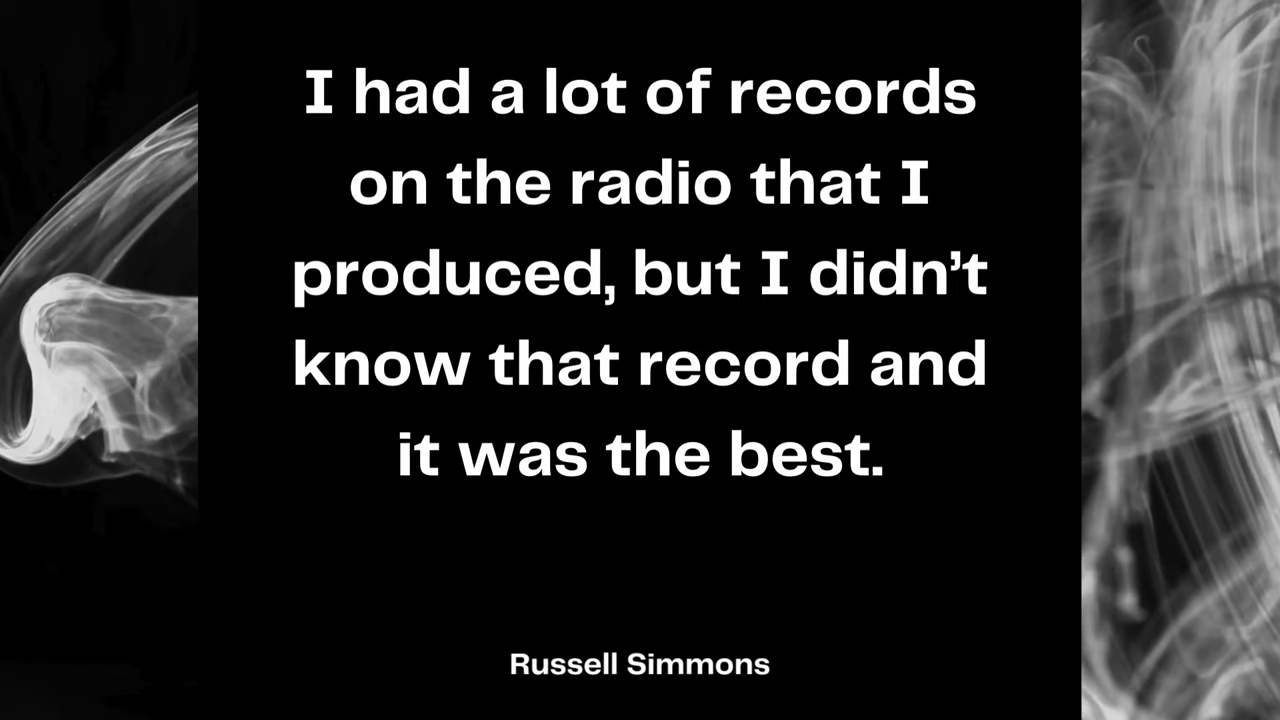 I had a lot of records
on the radio that I
produced, but I didn’t
know that record and
it was the best.
Russell Simmons